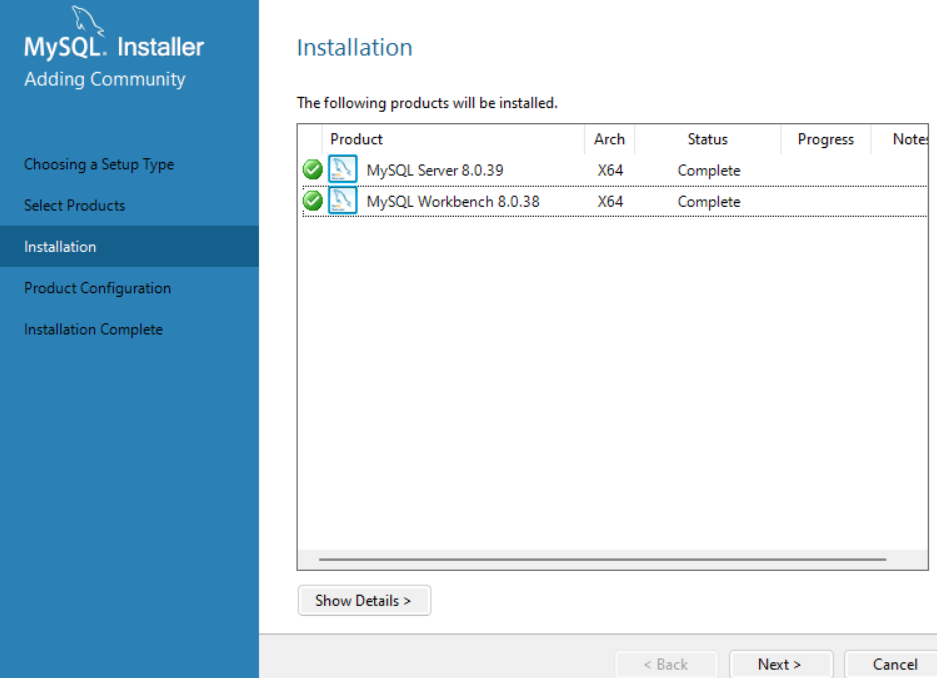 MySQL. Installer
Adding Community
Choosing a Setup Type
Select Products
Installation
Product Configuration
Installation Complete
Installation
The following products will be installed.
Product Arch Status Progress Notes
MySQL Server 8.0.39 X64 Complete
MySQL Workbench 8.0.38 X64 Complete
Show Details >
< Back Next > Cancel